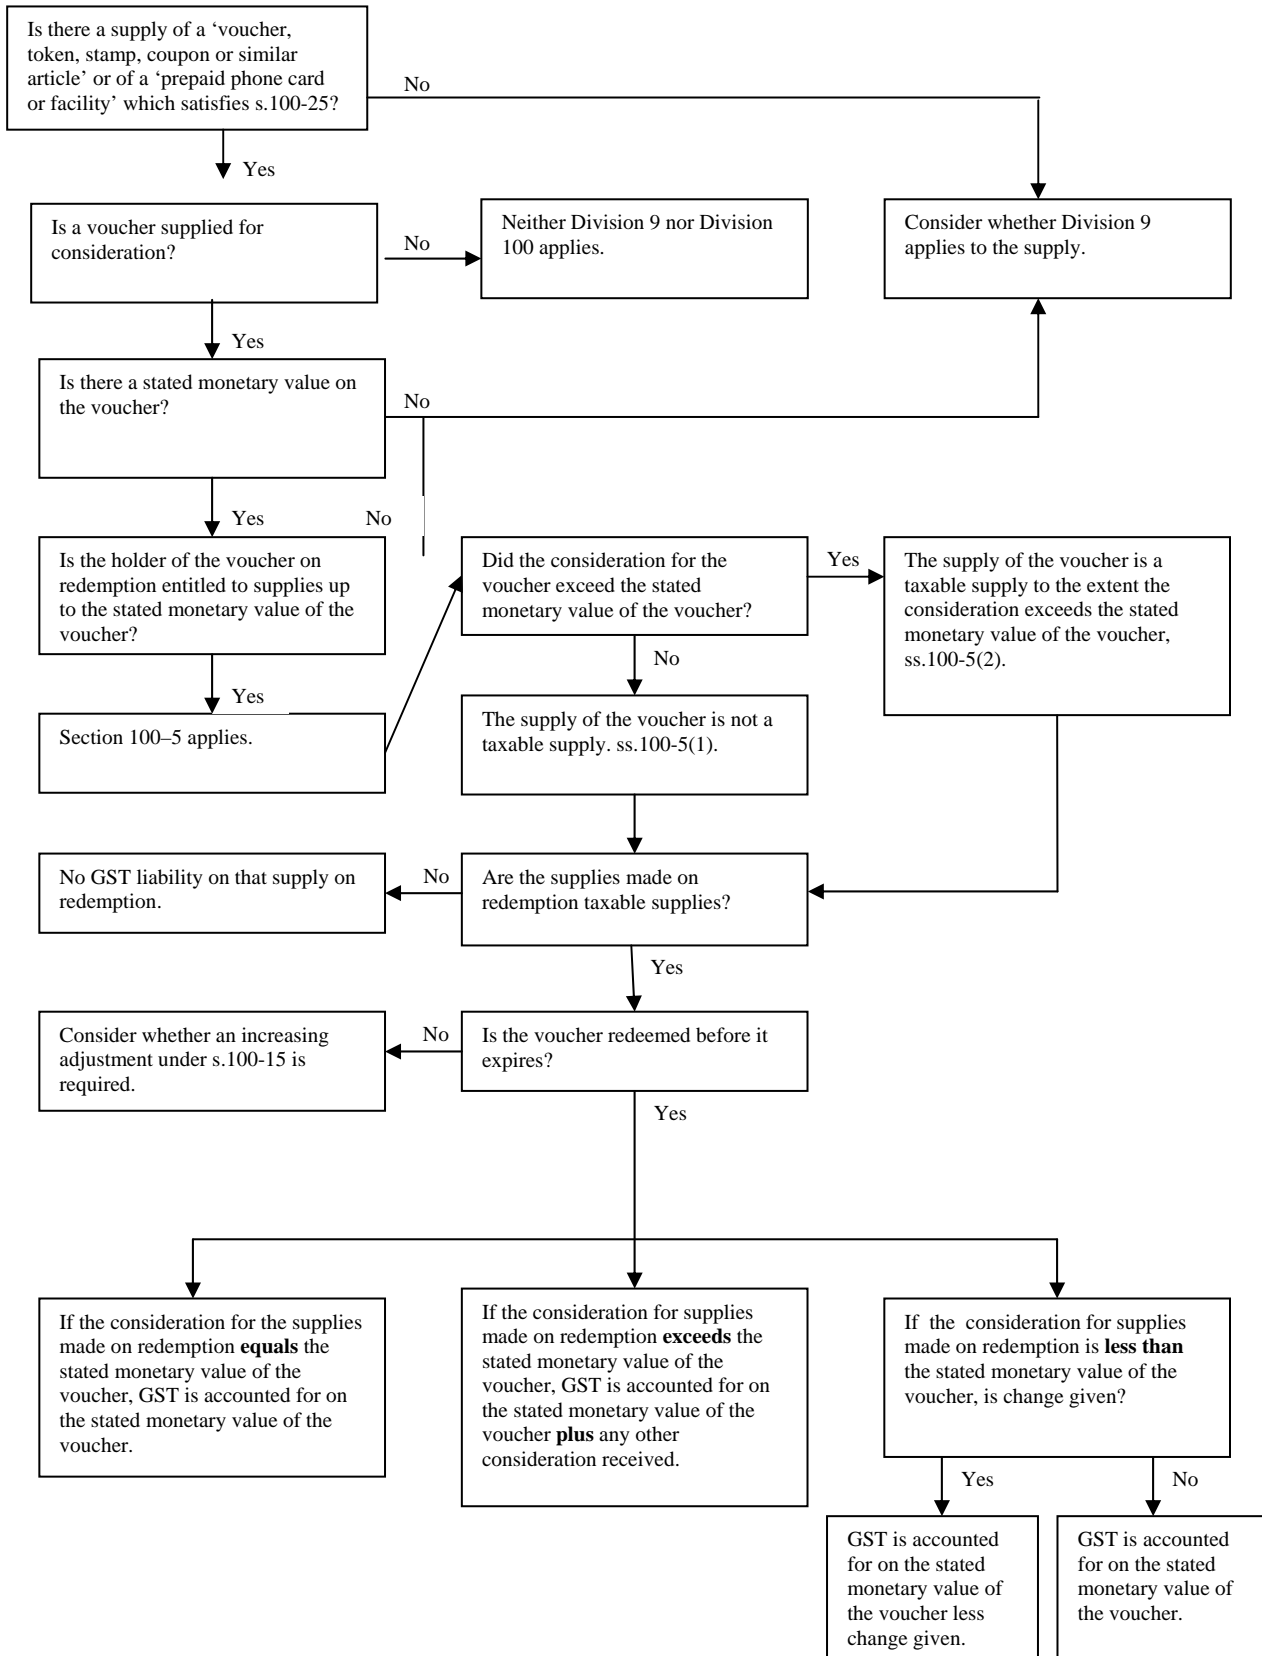 Is there a supply of a ‘voucher,
token, stamp, coupon or similar
article’ or of a ‘prepaid phone card
or facility’ which satisfies s.100-25?
No
Yes
Is a voucher supplied for
consideration?
No
Neither Division 9 nor Division
100 applies.
Consider whether Division 9
applies to the supply.
Yes
Is there a stated monetary value on
the voucher?
No
Yes
No
Is the holder of the voucher on
redemption entitled to supplies up
to the stated monetary value of the
voucher?
Did the consideration for the
voucher exceed the stated
monetary value of the voucher?
Yes
The supply of the voucher is a
taxable supply to the extent the
consideration exceeds the stated
monetary value of the voucher,
ss.100-5(2).
Yes
No
Section 100–5 applies.
The supply of the voucher is not a
taxable supply. ss.100-5(1).
No GST liability on that supply on
redemption.
No
Are the supplies made on
redemption taxable supplies?
Yes
Consider whether an increasing
adjustment under s.100-15 is
required.
No
Is the voucher redeemed before it
expires?
Yes
If the consideration for the supplies
made on redemption equals the
stated monetary value of the
voucher, GST is accounted for on
the stated monetary value of the
voucher.
If the consideration for supplies
made on redemption exceeds the
stated monetary value of the
voucher, GST is accounted for on
the stated monetary value of the
voucher plus any other
consideration received.
If the  consideration for supplies
made on redemption is less than
the stated monetary value of the
voucher, is change given?
Yes
No
GST is accounted
for on the stated
monetary value of
the voucher less
change given.
GST is accounted
for on the stated
monetary value of
the voucher.